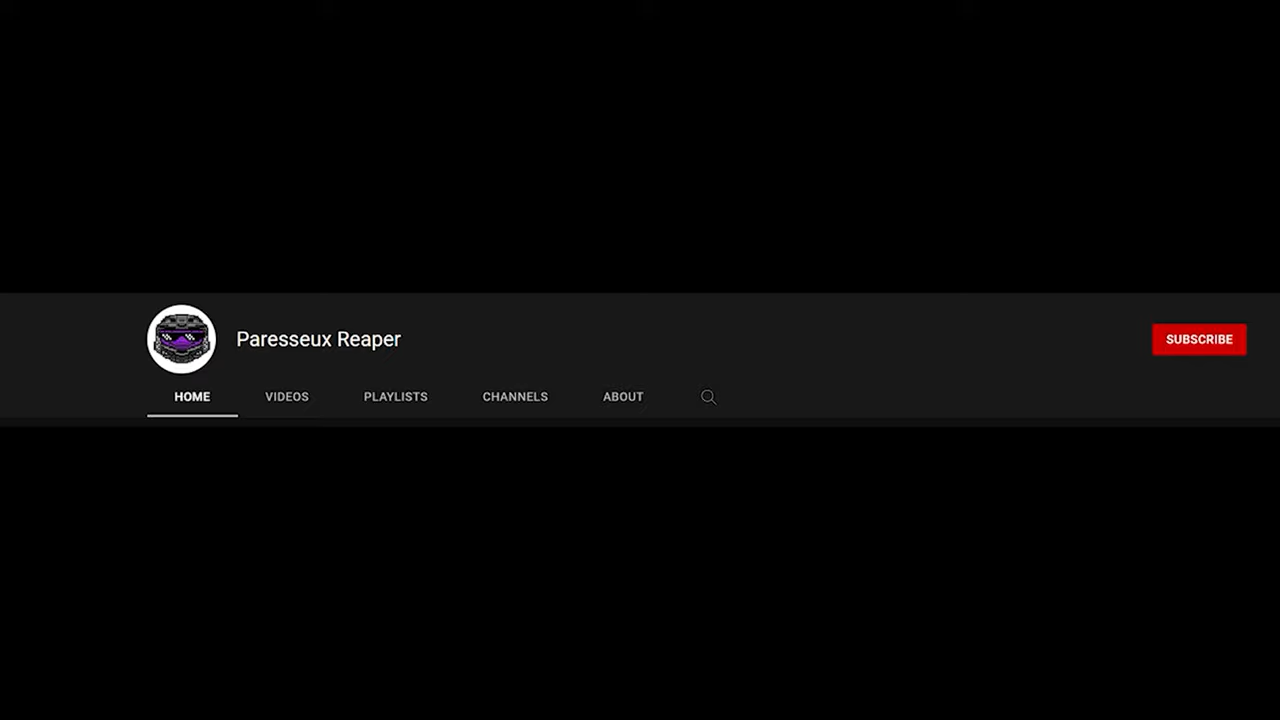 Paresseux Reaper
SUBSCRIBE
HOME VIDEOS PLAYLISTS CHANNELS ABOUT